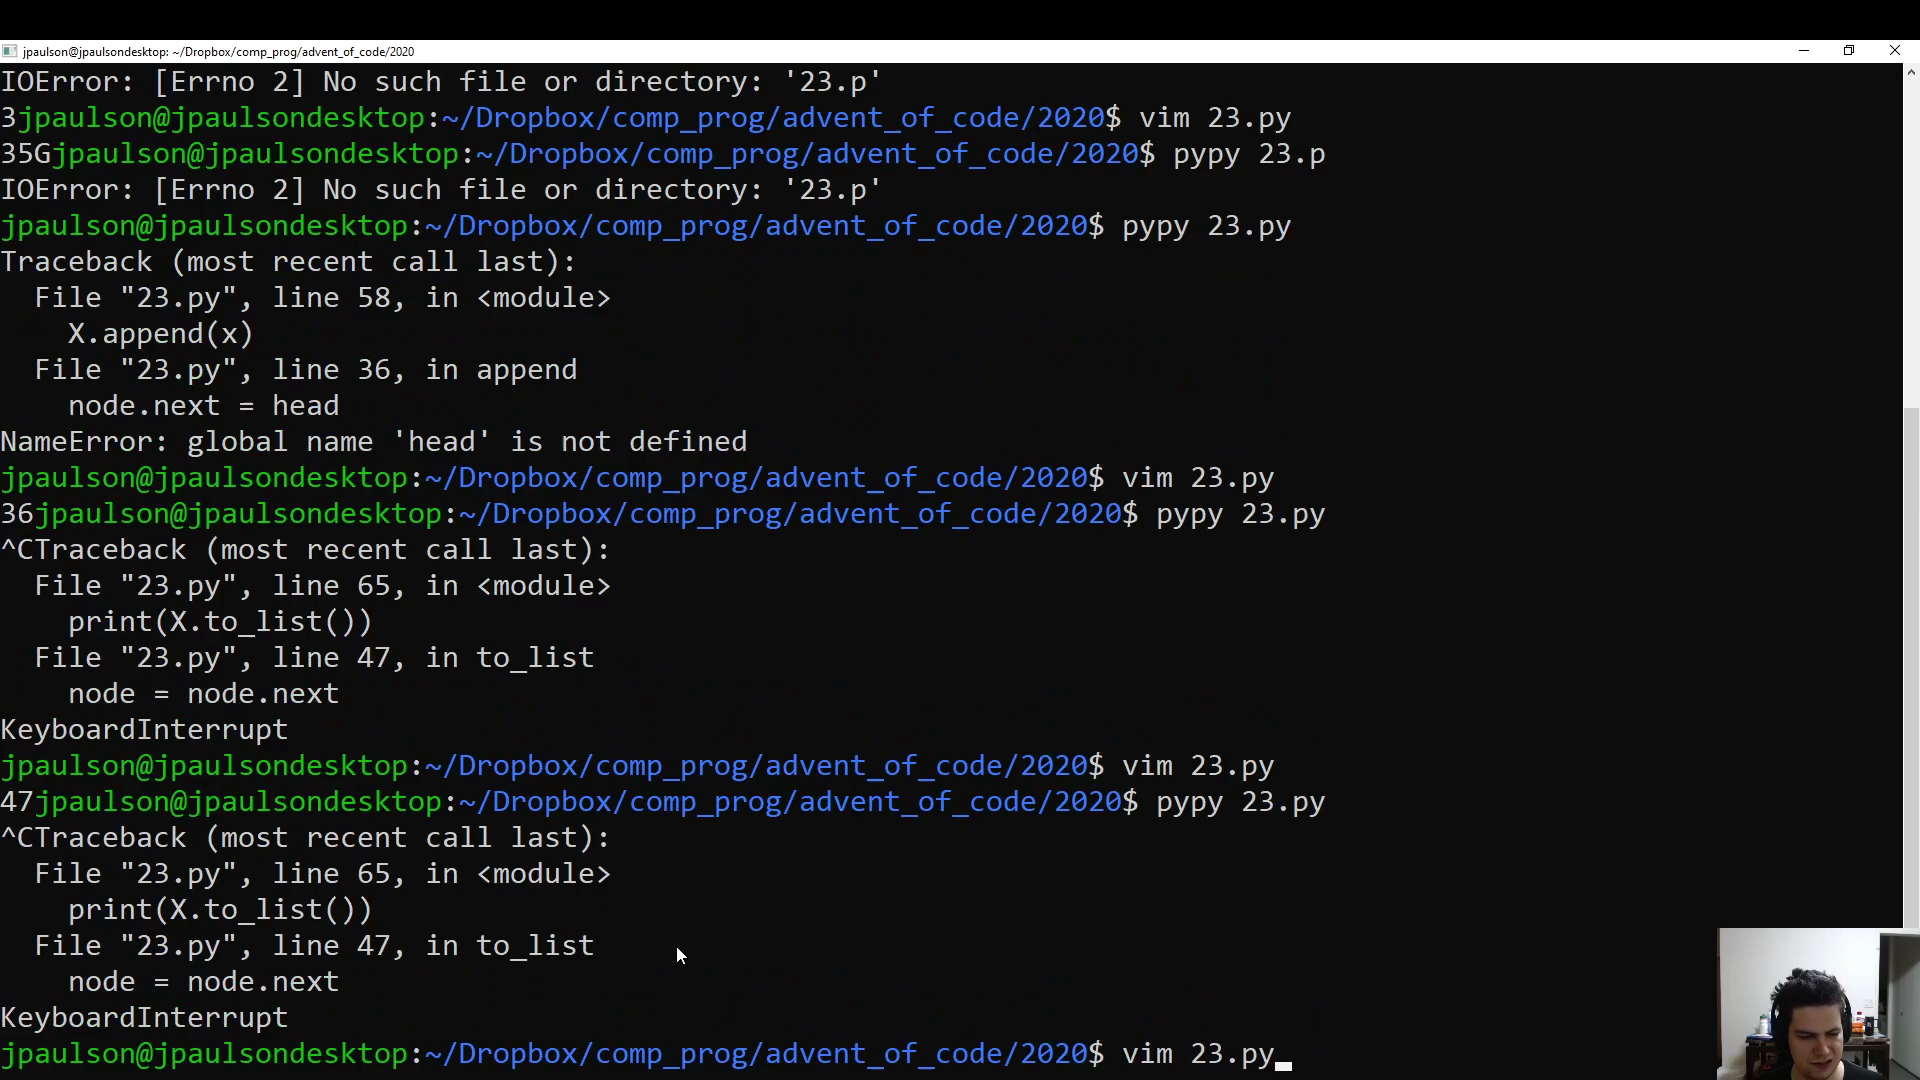 jpaulson@jpaulsondesktop: ~/Dropbox/comp_prog/advent_of_code/2020
IOError: [Errno 2] No such file or directory: '23.p'
3jpaulson@jpaulsondesktop:~/Dropbox/comp_prog/advent_of_code/2020$ vim 23.py
35Gjpaulson@jpaulsondesktop:~/Dropbox/comp_prog/advent_of_code/2020$ pypy 23.p
IOError: [Errno 2] No such file or directory: '23.p'
jpaulson@jpaulsondesktop:~/Dropbox/comp_prog/advent_of_code/2020$ pypy 23.py
Traceback (most recent call last):
  File "23.py", line 58, in <module>
    X.append(x)
  File "23.py", line 36, in append
    node.next = head
NameError: global name 'head' is not defined
jpaulson@jpaulsondesktop:~/Dropbox/comp_prog/advent_of_code/2020$ vim 23.py
36jpaulson@jpaulsondesktop:~/Dropbox/comp_prog/advent_of_code/2020$ pypy 23.py
^CTraceback (most recent call last):
  File "23.py", line 65, in <module>
    print(X.to_list())
  File "23.py", line 47, in to_list
    node = node.next
KeyboardInterrupt
jpaulson@jpaulsondesktop:~/Dropbox/comp_prog/advent_of_code/2020$ vim 23.py
47jpaulson@jpaulsondesktop:~/Dropbox/comp_prog/advent_of_code/2020$ pypy 23.py
^CTraceback (most recent call last):
  File "23.py", line 65, in <module>
    print(X.to_list())
  File "23.py", line 47, in to_list
    node = node.next
KeyboardInterrupt
jpaulson@jpaulsondesktop:~/Dropbox/comp_prog/advent_of_code/2020$ vim 23.py